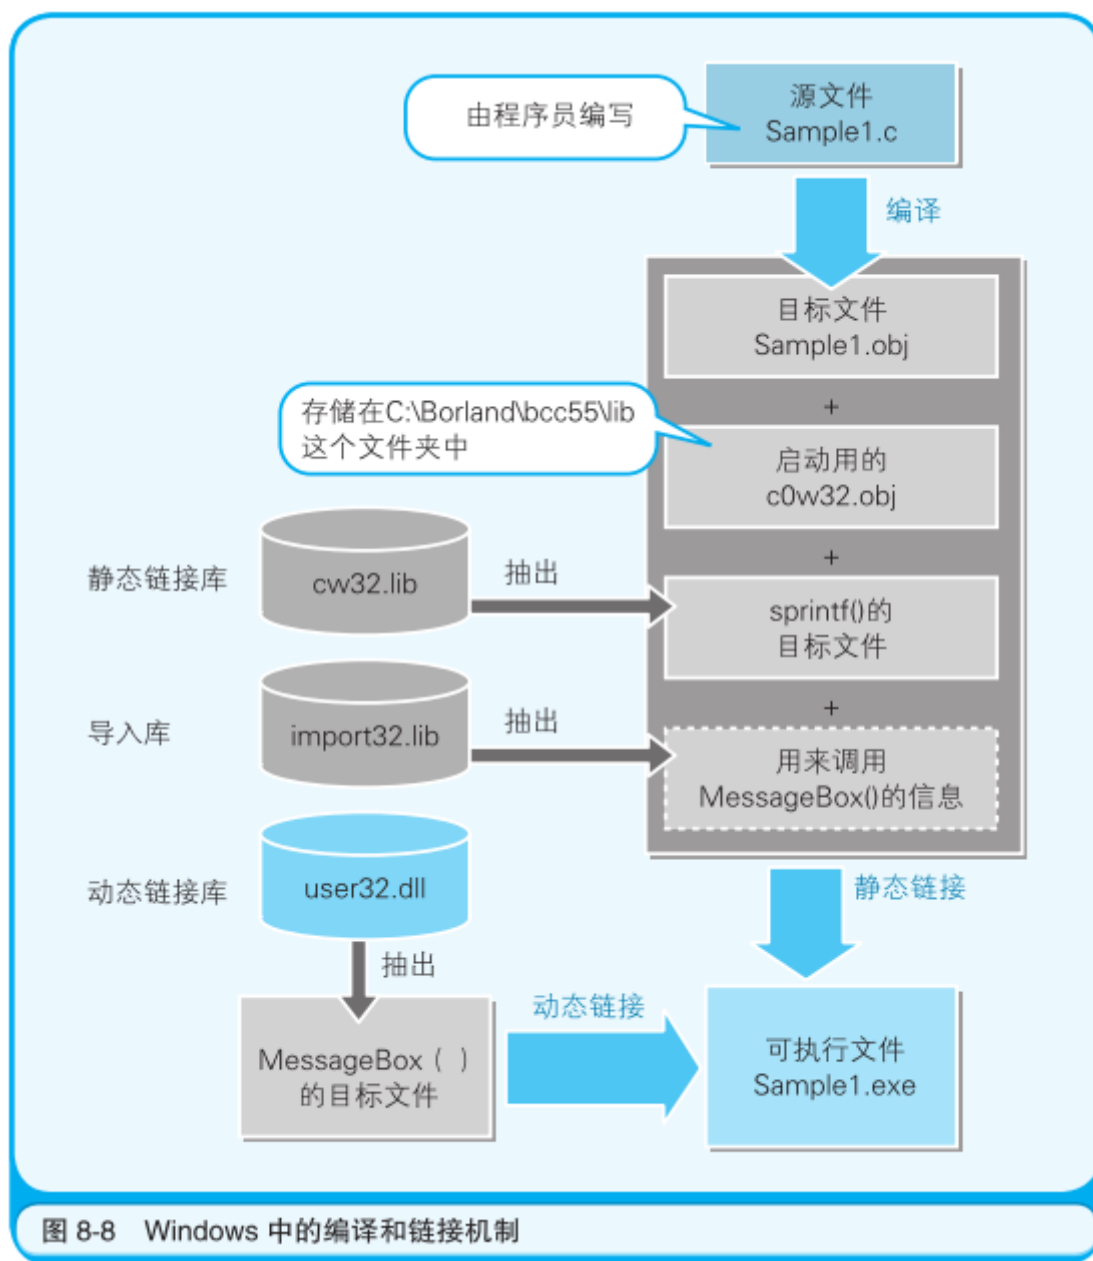 由程序员编写
源文件
Sample1.c
编译
目标文件
Sample1.obj
+
存储在C:\Borland\bcc55\lib
这个文件夹中
启动用的
c0w32.obj
+
静态链接库
cw32.lib
抽出
sprintf()的
目标文件
+
导入库
import32.lib
抽出
用来调用
MessageBox()的信息
动态链接库
user32.dll
静态链接
抽出
动态链接
MessageBox ( )
的目标文件
可执行文件
Sample1.exe
图 8-8 Windows 中的编译和链接机制